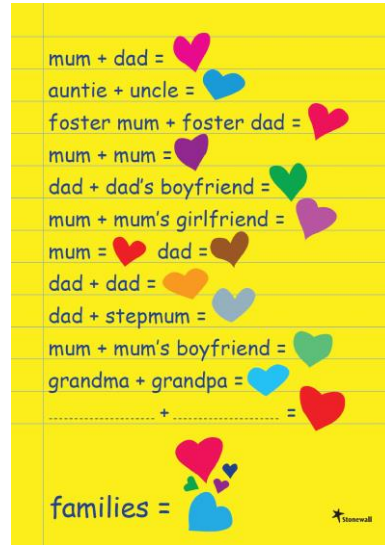 mum + dad =
auntie + uncle =
foster mum + foster dad =
mum + mum =
dad + dad's boyfriend =
mum + mum's girlfriend =
mum = dad =
dad + dad =
dad + stepmum =
mum + mum's boyfriend =
grandma + grandpa =
.................... + .................... =
families =
Stonewall